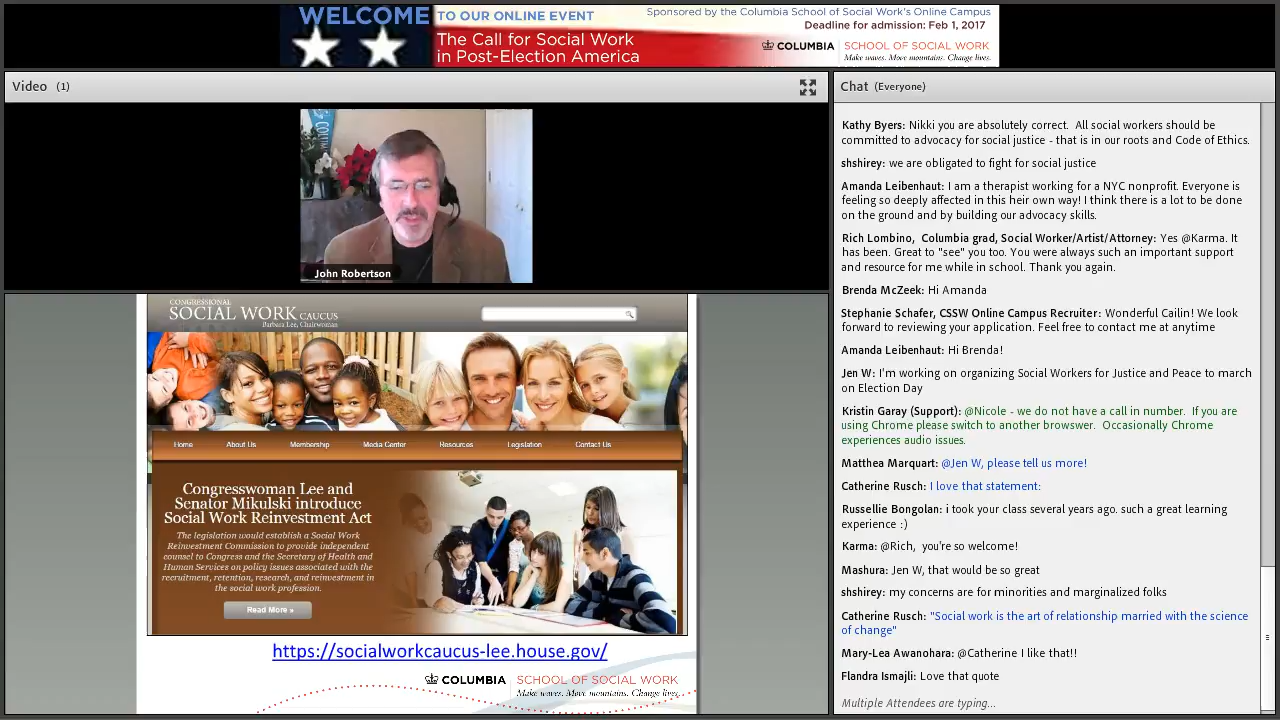 WELCOME TO OUR ONLINE EVENT
The Call for Social Work
in Post-Election America
Sponsored by the Columbia School of Social Work's Online Campus
Deadline for admission: Feb 1, 2017
COLUMBIA SCHOOL OF SOCIAL WORK
Make waves. Move mountains. Change lives.
Video (1)
John Robertson
CONGRESSIONAL
SOCIAL WORK CAUCUS
Barbara Lee, Chairwoman
Home About Us Membership Media Center Resources Legislation Contact Us
Congresswoman Lee and
Senator Mikulski introduce
Social Work Reinvestment Act
The legislation would establish a Social Work
Reinvestment Commission to provide independent
counsel to Congress and the Secretary of Health and
Human Services on policy issues associated with the
recruitment, retention, research, and reinvestment in
the social work profession.
Read More »
https://socialworkcaucus-lee.house.gov/
COLUMBIA SCHOOL OF SOCIAL WORK
Make waves. Move mountains. Change lives.
Chat (Everyone)
Kathy Byers: Nikki you are absolutely correct. All social workers should be
committed to advocacy for social justice - that is in our roots and Code of Ethics.
shshirey: we are obligated to fight for social justice
Amanda Leibenhaut: I am a therapist working for a NYC nonprofit. Everyone is
feeling so deeply affected in this heir own way! I think there is a lot to be done
on the ground and by building our advocacy skills.
Rich Lombino, Columbia grad, Social Worker/Artist/Attorney: Yes @Karma. It
has been. Great to "see" you too. You were always such an important support
and resource for me while in school. Thank you again.
Brenda McZeek: Hi Amanda
Stephanie Schafer, CSSW Online Campus Recruiter: Wonderful Cailin! We look
forward to reviewing your application. Feel free to contact me at anytime
Amanda Leibenhaut: Hi Brenda!
Jen W: I'm working on organizing Social Workers for Justice and Peace to march
on Election Day
Kristin Garay (Support): @Nicole - we do not have a call in number. If you are
using Chrome please switch to another browswer. Occasionally Chrome
experiences audio issues.
Matthea Marquart: @Jen W, please tell us more!
Catherine Rusch: I love that statement:
Russellie Bongolan: i took your class several years ago. such a great learning
experience :)
Karma: @Rich, you're so welcome!
Mashura: Jen W, that would be so great
shshirey: my concerns are for minorities and marginalized folks
Catherine Rusch: "Social work is the art of relationship married with the science
of change"
Mary-Lea Awanohara: @Catherine I like that!!
Flandra Ismajli: Love that quote
Multiple Attendees are typing...